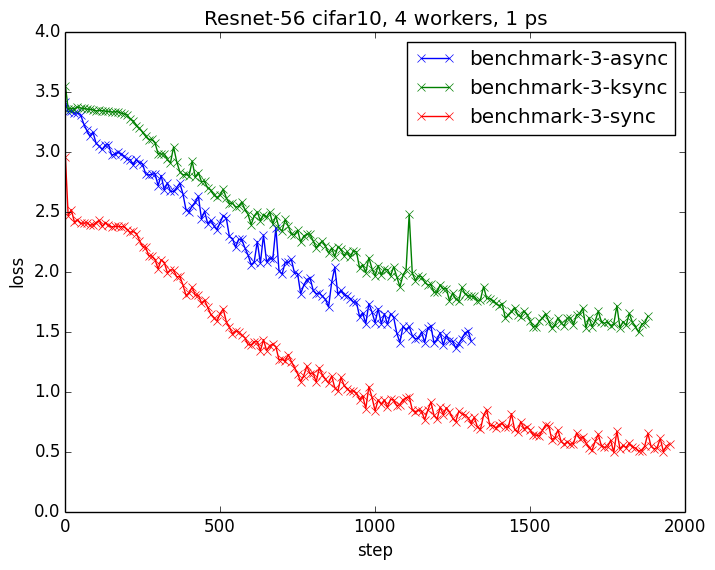 Resnet-56 cifar10, 4 workers, 1 ps
benchmark-3-async
benchmark-3-ksync
benchmark-3-sync
4.0
3.5
3.0
2.5
2.0
1.5
1.0
0.5
0.0
loss
0 500 1000 1500 2000
step